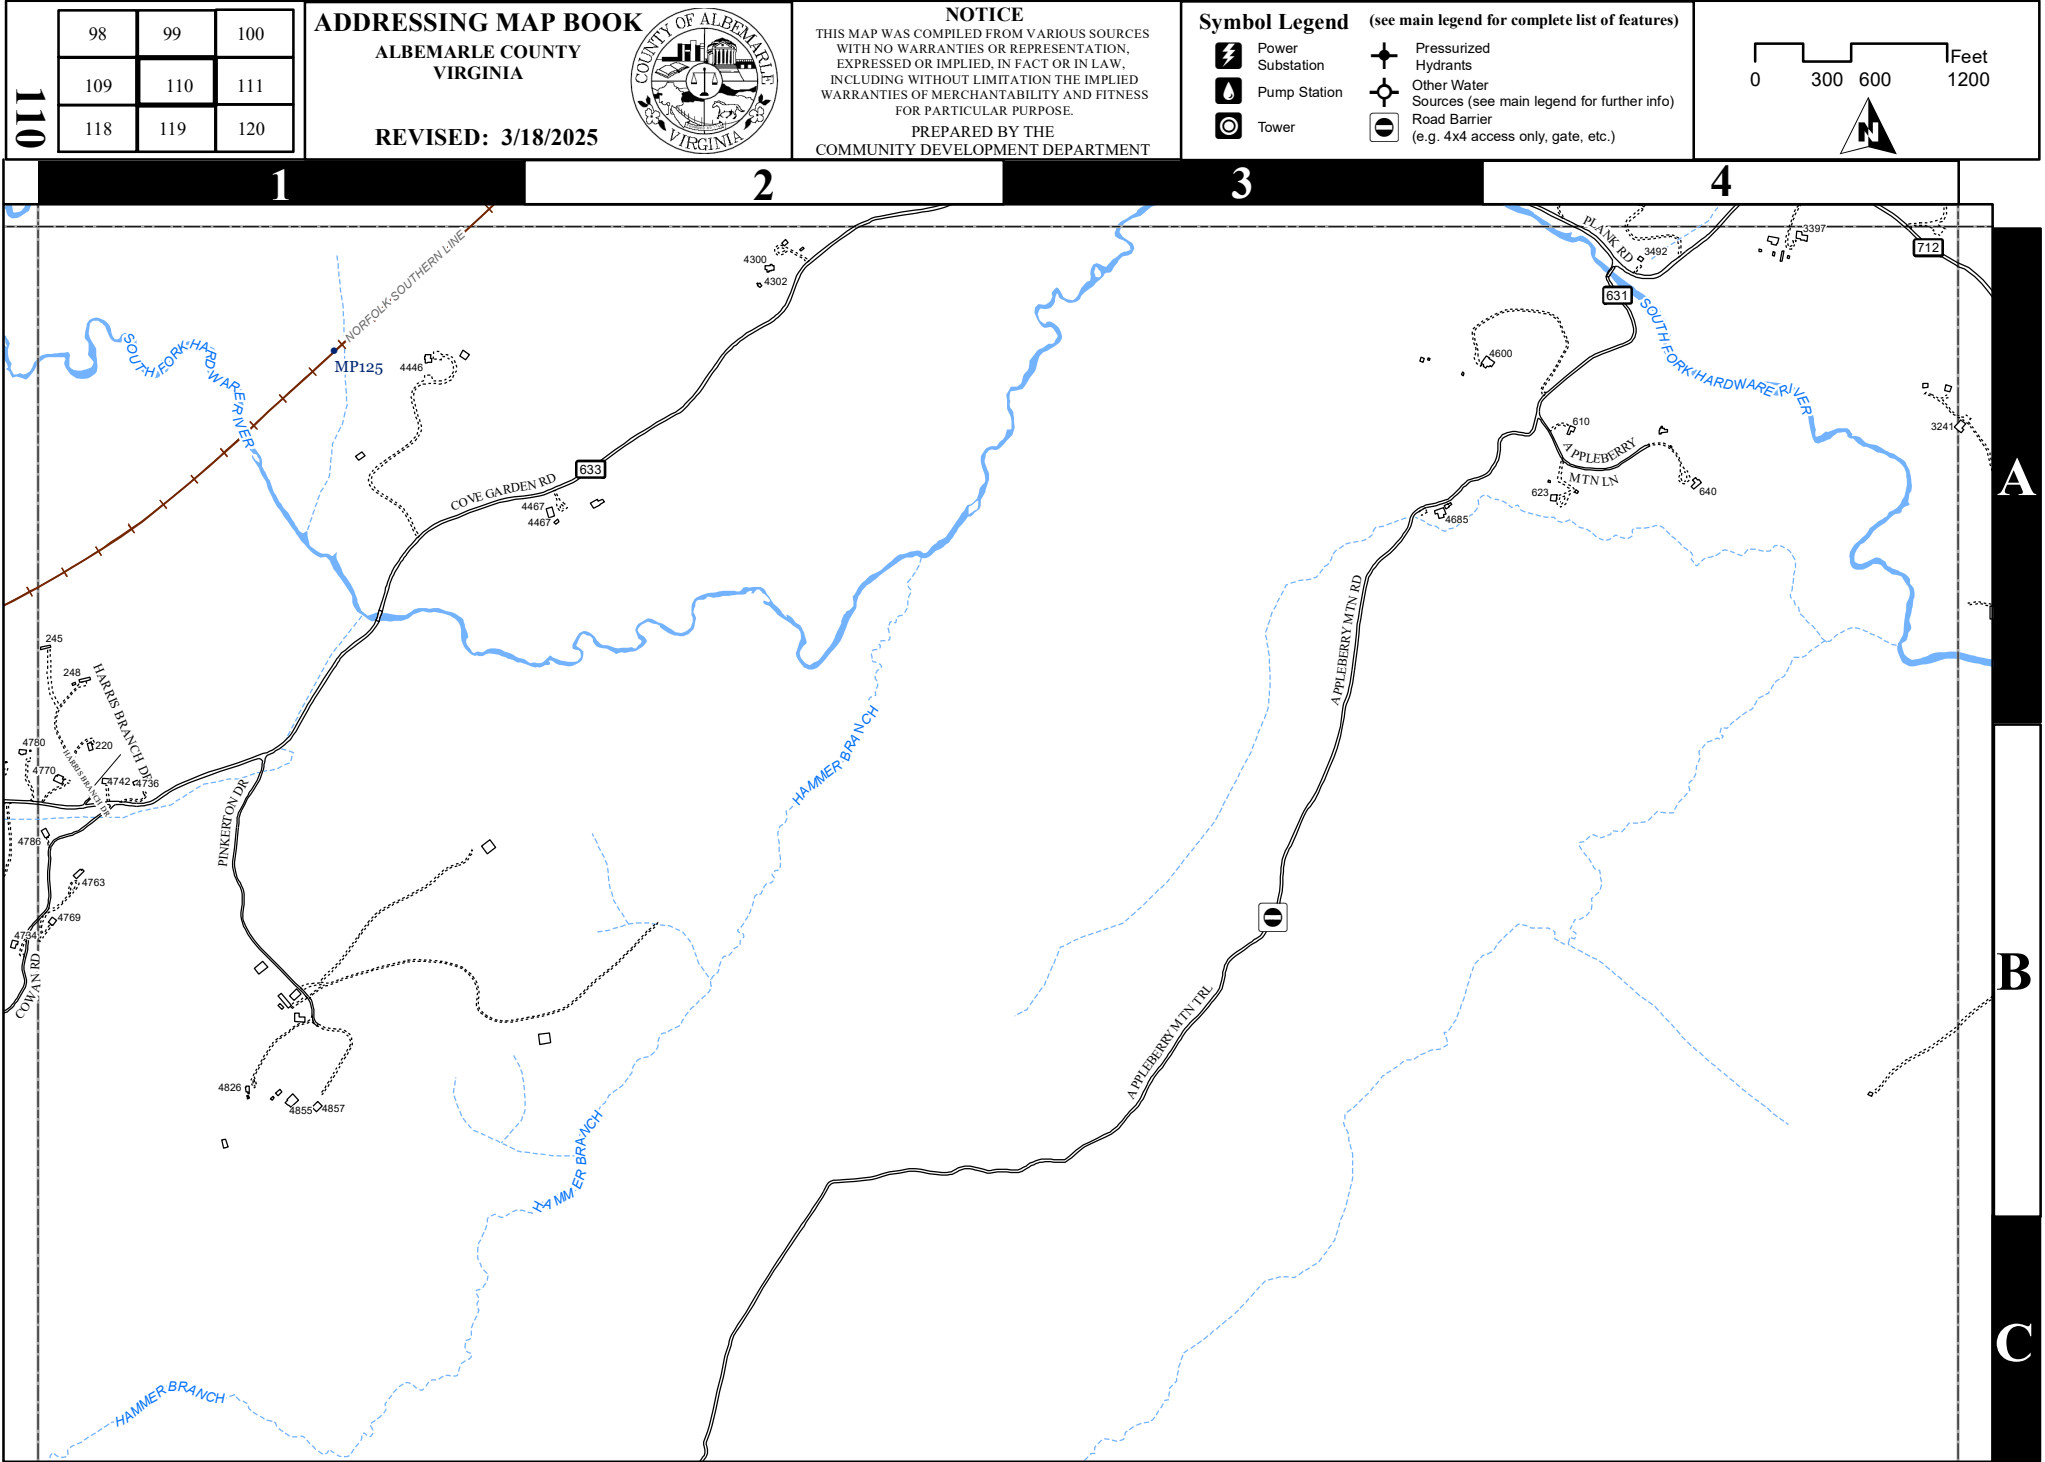 110
98 99 100
109 110 111
118 119 120
ADDRESSING MAP BOOK
ALBEMARLE COUNTY
VIRGINIA
REVISED: 3/18/2025
COUNTY OF ALBEMARLE
VIRGINIA
NOTICE
THIS MAP WAS COMPILED FROM VARIOUS SOURCES
WITH NO WARRANTIES OR REPRESENTATION,
EXPRESSED OR IMPLIED, IN FACT OR IN LAW,
INCLUDING WITHOUT LIMITATION THE IMPLIED
WARRANTIES OF MERCHANTABILITY AND FITNESS
FOR PARTICULAR PURPOSE.
PREPARED BY THE
COMMUNITY DEVELOPMENT DEPARTMENT
Symbol Legend (see main legend for complete list of features)
Power
Substation
Pump Station
Tower
Pressurized
Hydrants
Other Water
Sources (see main legend for further info)
Road Barrier
(e.g. 4x4 access only, gate, etc.)
Feet
0 300 600 1200
N
1 2 3 4
A
B
C
NORFOLK SOUTHERN LINE
MP125
SOUTH FORK HARDWARE RIVER
4446
4300
4302
COVE GARDEN RD
633
4467
4467
PLANK RD
3492
3397
712
631
SOUTH FORK HARDWARE RIVER
4600
610
APPLEBERRY
MTN LN
623
640
4685
3241
APPLEBERRY MTN RD
245
248
HARRIS BRANCH DR
HARRIS BRANCH DR
220
4780
4770
4742
4736
4786
4763
4769
4734
COWAN RD
PINKERTON DR
HAMMER BRANCH
4826
4855
4857
HAMMER BRANCH
APPLEBERRY MTN TRL
HAMMER BRANCH